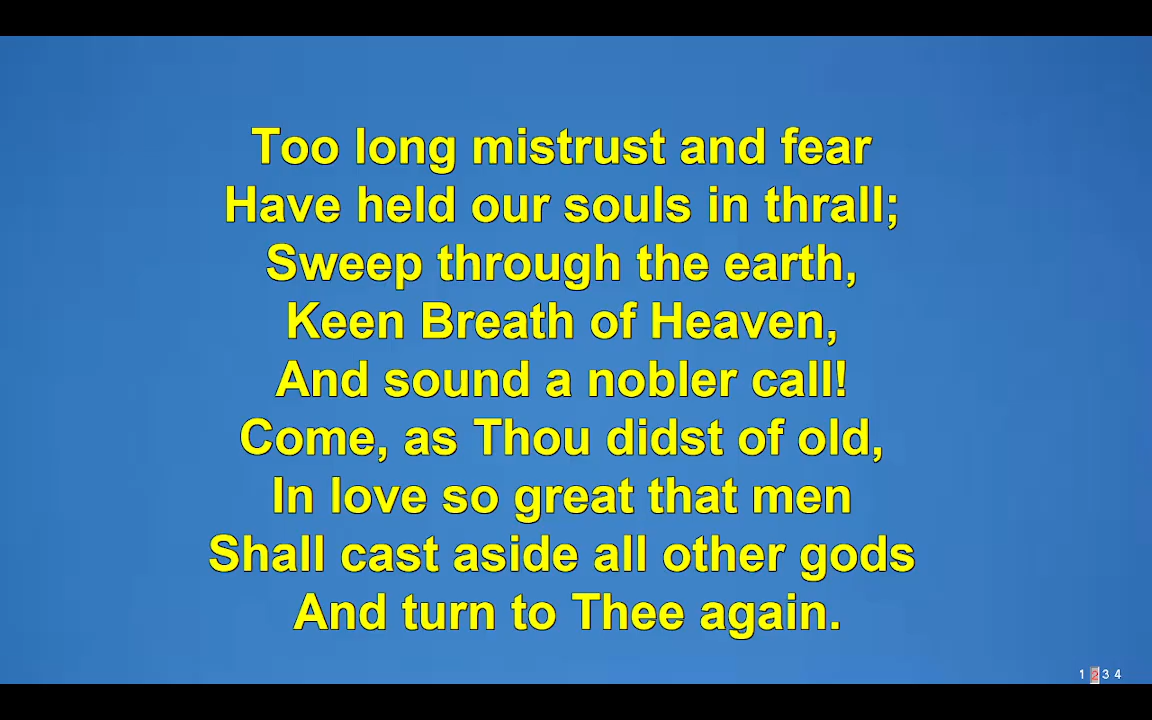 Too long mistrust and fear
Have held our souls in thrall;
Sweep through the earth,
Keen Breath of Heaven,
And sound a nobler call!
Come, as Thou didst of old,
In love so great that men
Shall cast aside all other gods
And turn to Thee again.
1 2 3 4